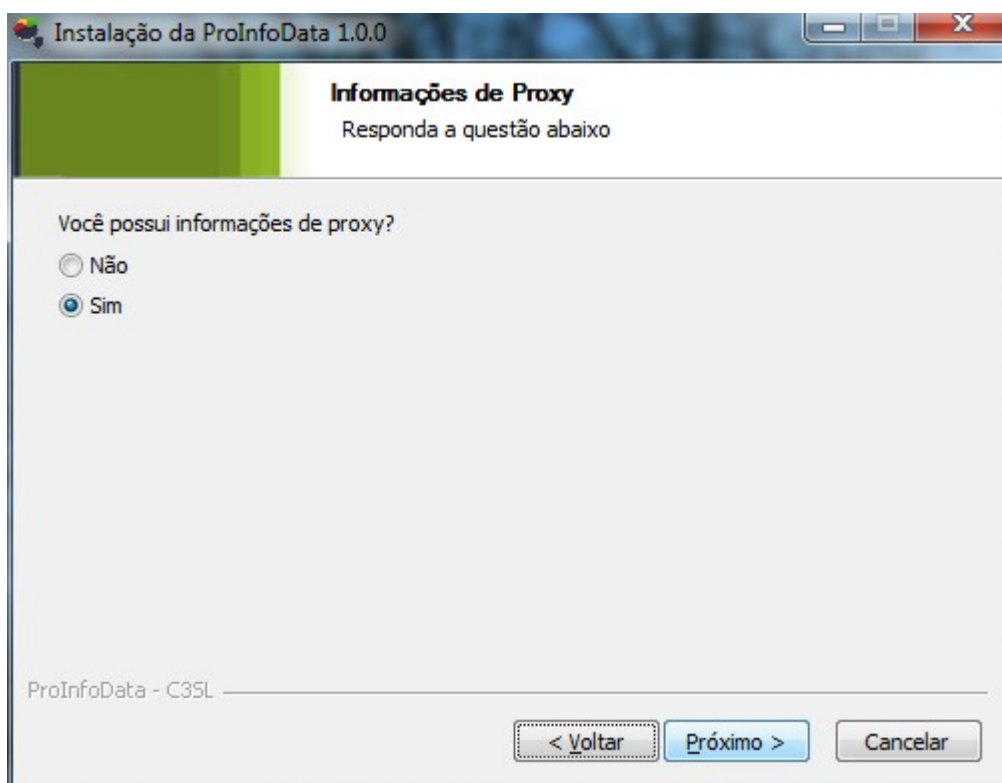 Instalação da ProInfoData 1.0.0
Informações de Proxy
Responda a questão abaixo
Você possui informações de proxy?
Não
Sim
ProInfoData - C3SL
< Voltar Próximo > Cancelar